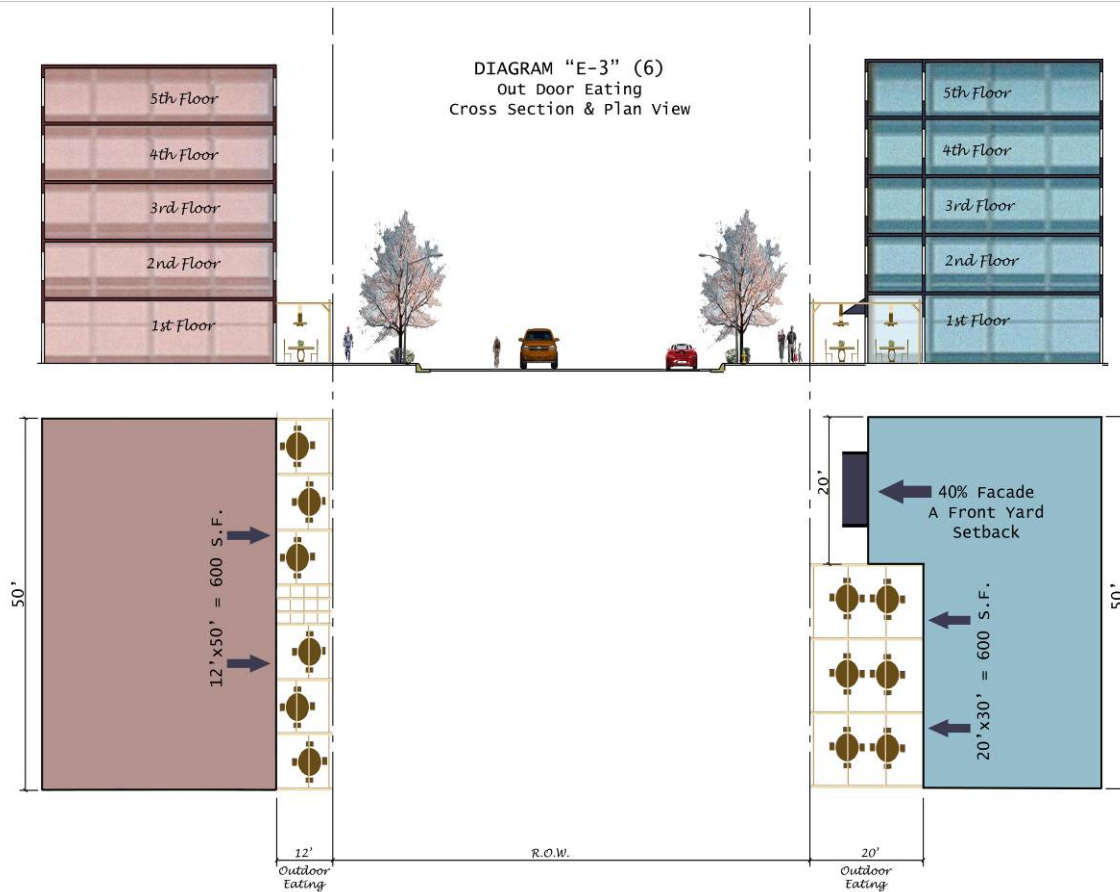 DIAGRAM “E-3” (6)
Out Door Eating
Cross Section & Plan View
5th Floor
4th Floor
3rd Floor
2nd Floor
1st Floor
5th Floor
4th Floor
3rd Floor
2nd Floor
1st Floor
50’
12’x50’ = 600 S.F.
20’
40% Facade
A Front Yard
Setback
20’x30’ = 600 S.F.
50’
12’
Outdoor
Eating
R.O.W.
20’
Outdoor
Eating